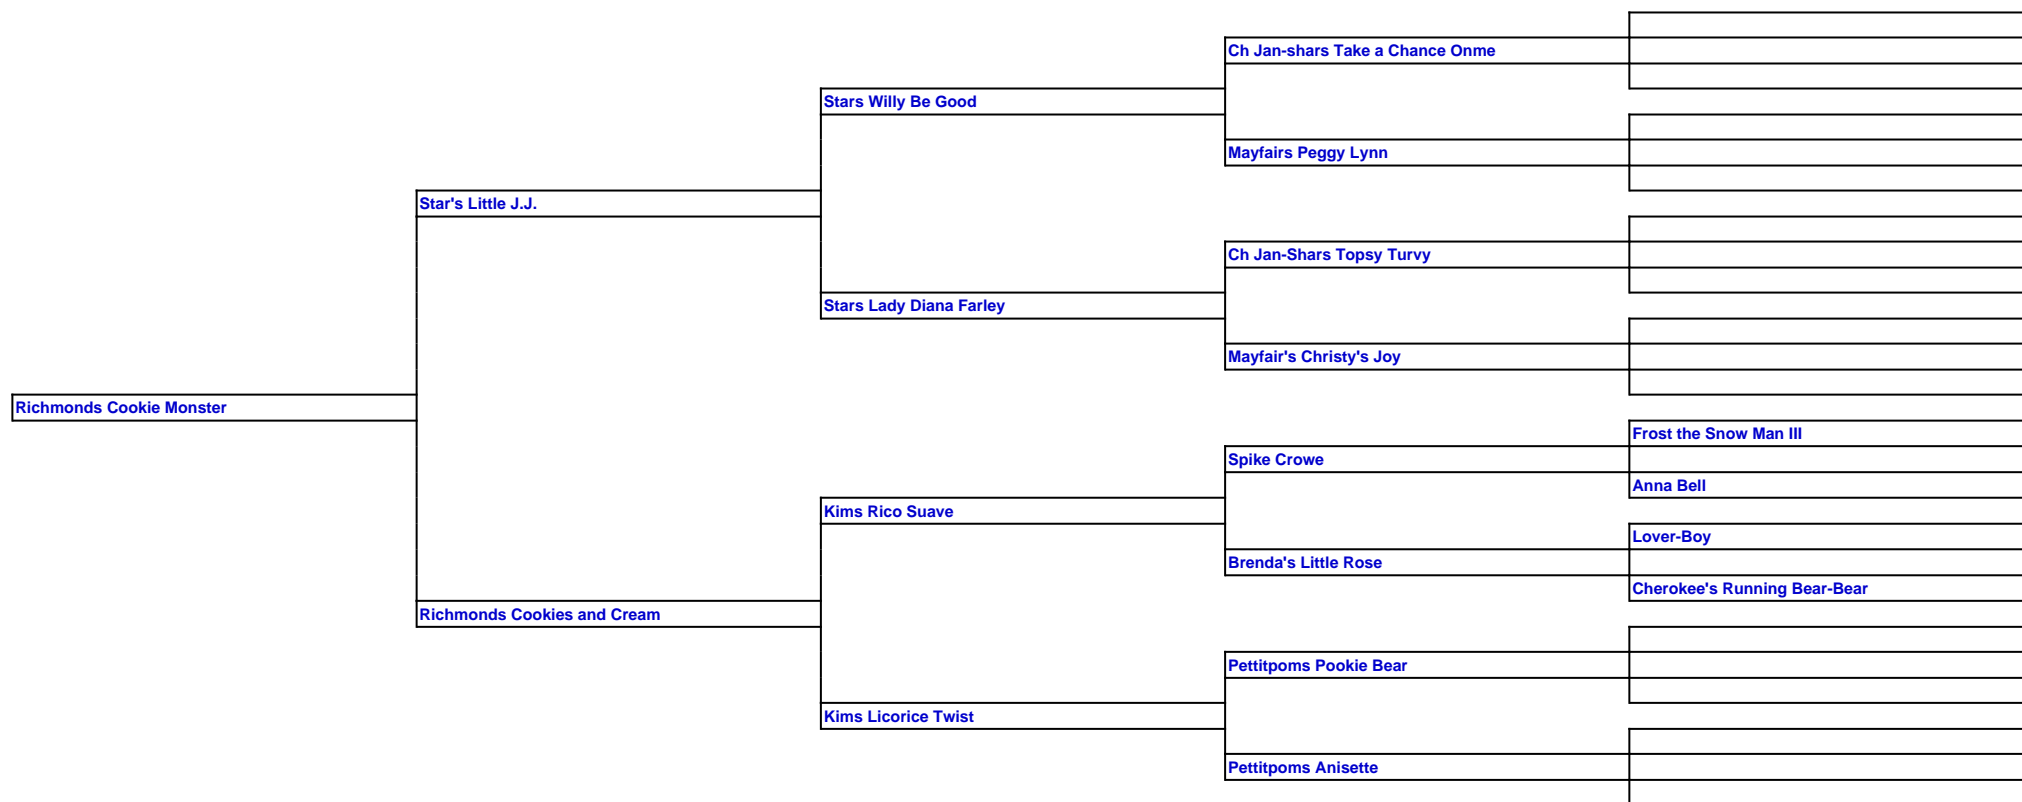 Ch Jan-shars Take a Chance Onme
Stars Willy Be Good
Mayfairs Peggy Lynn
Star's Little J.J.
Ch Jan-Shars Topsy Turvy
Stars Lady Diana Farley
Mayfair's Christy's Joy
Richmonds Cookie Monster
Frost the Snow Man III
Spike Crowe
Anna Bell
Kims Rico Suave
Lover-Boy
Brenda's Little Rose
Cherokee's Running Bear-Bear
Richmonds Cookies and Cream
Pettitpoms Pookie Bear
Kims Licorice Twist
Pettitpoms Anisette